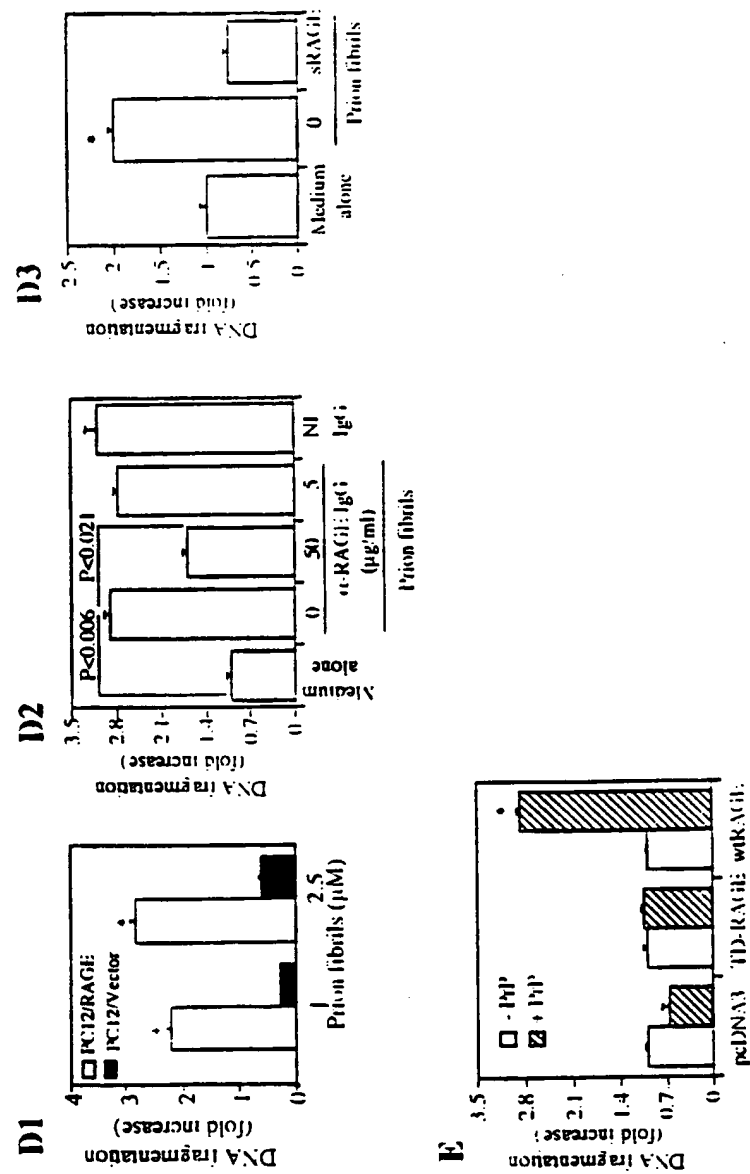 D1
DNA fragmentation
(fold increase)
4
3
2
1
0
PC12/RAGE
PC12/Vector
1
2.5
Prion fibrils (µM)
D2
DNA fragmentation
(fold increase)
3.5
2.8
2.1
1.4
0.7
0
P<0.006
P<0.021
Medium
alone
0
50
5
NI
IgG
α-RAGE IgG
(µg/ml)
Prion fibrils
D3
DNA fragmentation
(fold increase)
2.5
2
1.5
1
0.5
0
Medium
alone
0
sRAGE
Prion fibrils
E
DNA fragmentation
(fold increase)
3.5
2.8
2.1
1.4
0.7
0
- PrP
+ PrP
pcDNA3
TD-RAGE
wtRAGE